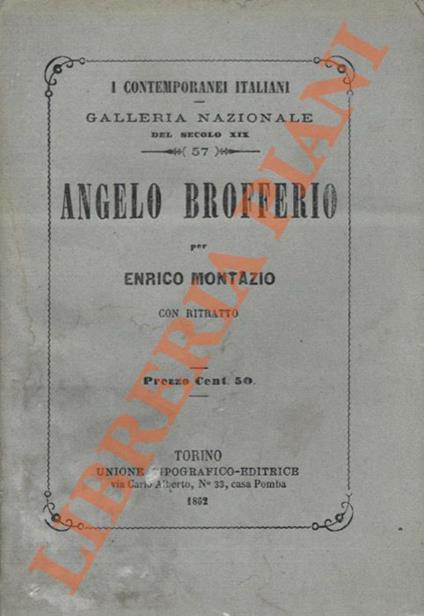 I CONTEMPORANEI ITALIANI
GALLERIA NAZIONALE
DEL SECOLO XIX
57
ANGELO BROFFERIO
per
ENRICO MONTAZIO
CON RITRATTO
Prezzo Cent. 50.
TORINO
UNIONE TIPOGRAFICO-EDITRICE
via Carlo Alberto, Nº 33, casa Pomba
1862
LIBRERIA PIANI